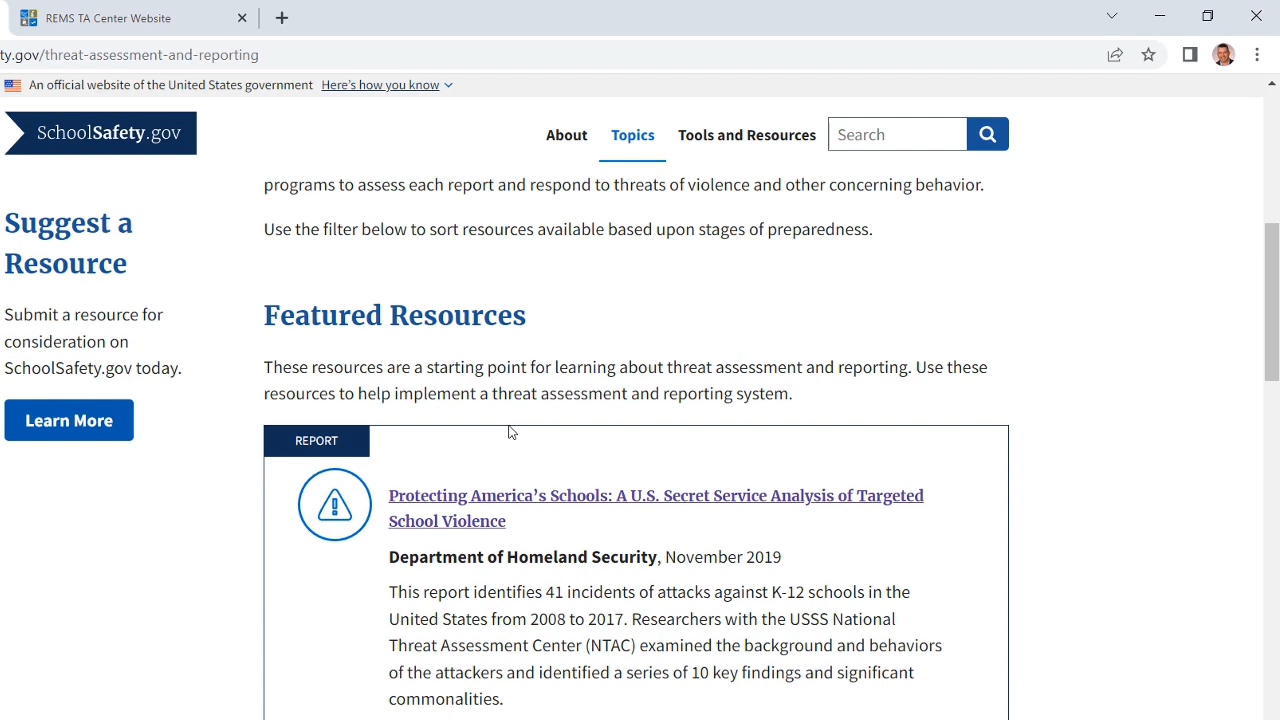 REMS TA Center Website
ty.gov/threat-assessment-and-reporting
An official website of the United States government Here's how you know
SchoolSafety.gov
About Topics Tools and Resources Search
programs to assess each report and respond to threats of violence and other concerning behavior.
Use the filter below to sort resources available based upon stages of preparedness.
Suggest a
Resource
Submit a resource for
consideration on
SchoolSafety.gov today.
Learn More
Featured Resources
These resources are a starting point for learning about threat assessment and reporting. Use these
resources to help implement a threat assessment and reporting system.
REPORT
Protecting America’s Schools: A U.S. Secret Service Analysis of Targeted
School Violence
Department of Homeland Security, November 2019
This report identifies 41 incidents of attacks against K-12 schools in the
United States from 2008 to 2017. Researchers with the USSS National
Threat Assessment Center (NTAC) examined the background and behaviors
of the attackers and identified a series of 10 key findings and significant
commonalities.